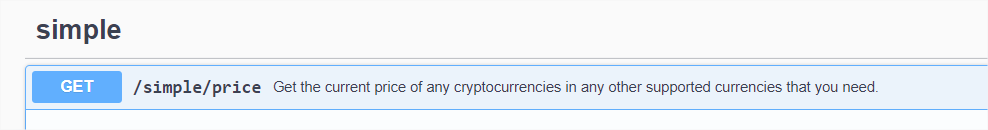 simple
GET /simple/price Get the current price of any cryptocurrencies in any other supported currencies that you need.